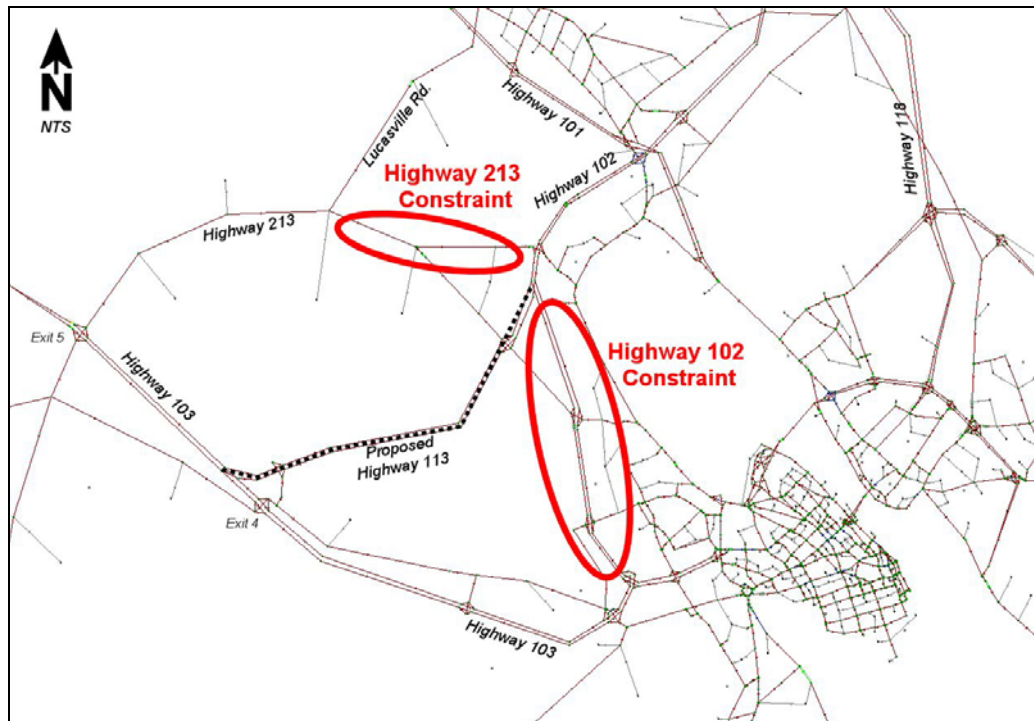 N
NTS
Lucasville Rd.
Highway 101
Highway 118
Highway 213
Constraint
Highway 102
Highway 213
Exit 5
Highway 102
Constraint
Highway 103
Proposed
Highway 113
Exit 4
Highway 103